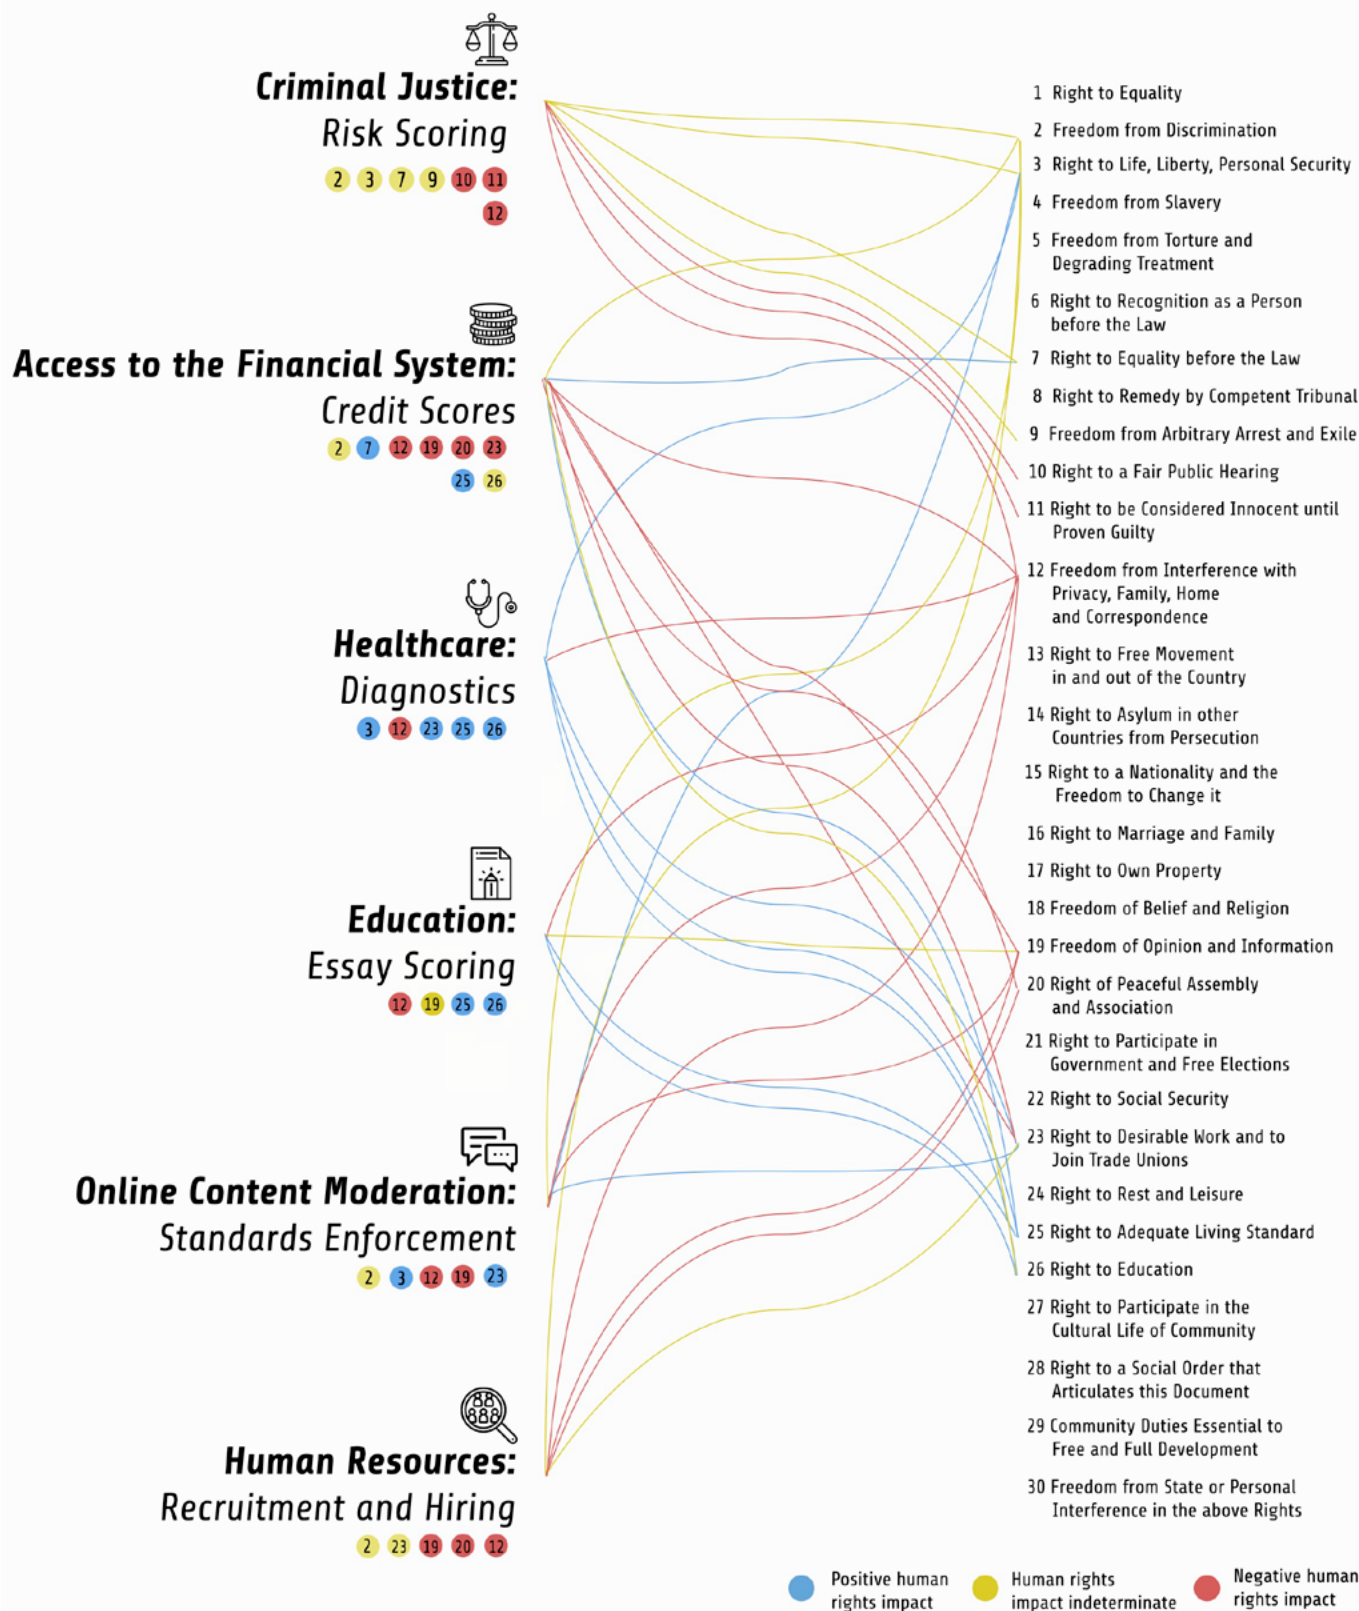 Criminal Justice:
Risk Scoring
2 3 7 9 10 11
12
Access to the Financial System:
Credit Scores
2 7 12 19 20 23
25 26
Healthcare:
Diagnostics
3 12 23 25 26
Education:
Essay Scoring
12 19 25 26
Online Content Moderation:
Standards Enforcement
2 3 12 19 23
Human Resources:
Recruitment and Hiring
2 23 19 20 12
1 Right to Equality
2 Freedom from Discrimination
3 Right to Life, Liberty, Personal Security
4 Freedom from Slavery
5 Freedom from Torture and
Degrading Treatment
6 Right to Recognition as a Person
before the Law
7 Right to Equality before the Law
8 Right to Remedy by Competent Tribunal
9 Freedom from Arbitrary Arrest and Exile
10 Right to a Fair Public Hearing
11 Right to be Considered Innocent until
Proven Guilty
12 Freedom from Interference with
Privacy, Family, Home
and Correspondence
13 Right to Free Movement
in and out of the Country
14 Right to Asylum in other
Countries from Persecution
15 Right to a Nationality and the
Freedom to Change it
16 Right to Marriage and Family
17 Right to Own Property
18 Freedom of Belief and Religion
19 Freedom of Opinion and Information
20 Right of Peaceful Assembly
and Association
21 Right to Participate in
Government and Free Elections
22 Right to Social Security
23 Right to Desirable Work and to
Join Trade Unions
24 Right to Rest and Leisure
25 Right to Adequate Living Standard
26 Right to Education
27 Right to Participate in the
Cultural Life of Community
28 Right to a Social Order that
Articulates this Document
29 Community Duties Essential to
Free and Full Development
30 Freedom from State or Personal
Interference in the above Rights
Positive human
rights impact
Human rights
impact indeterminate
Negative human
rights impact